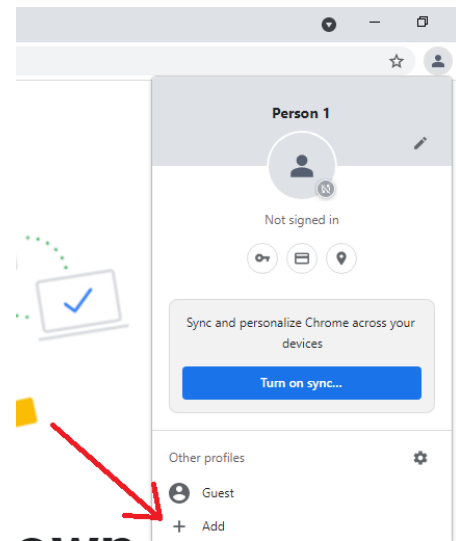 Person 1
Not signed in
Sync and personalize Chrome across your
devices
Turn on sync...
Other profiles
Guest
+ Add